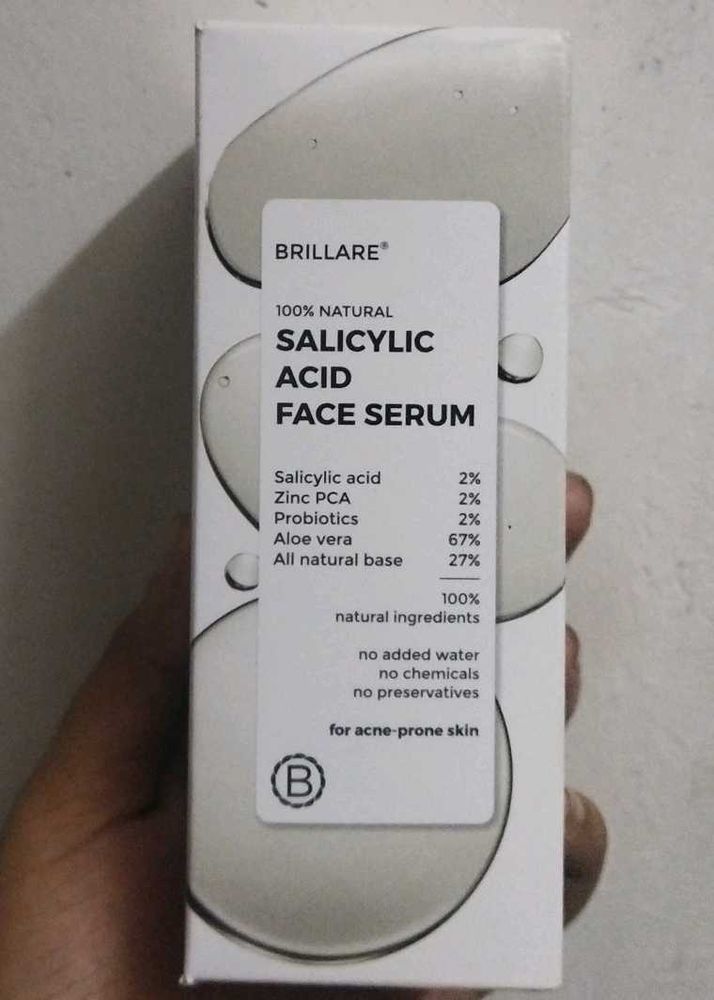 BRILLARE®
100% NATURAL
SALICYLIC
ACID
FACE SERUM
Salicylic acid 2%
Zinc PCA 2%
Probiotics 2%
Aloe vera 67%
All natural base 27%
100%
natural ingredients
no added water
no chemicals
no preservatives
for acne-prone skin
B